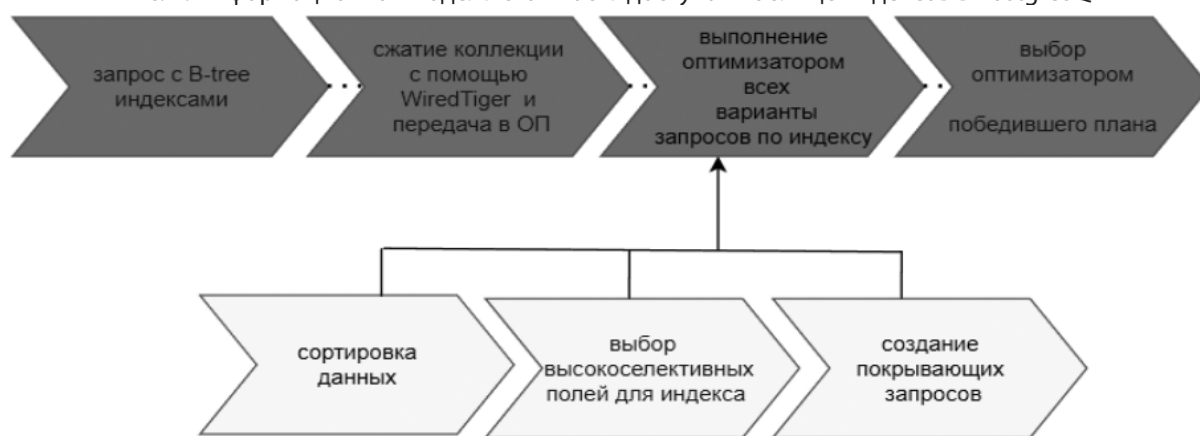 запрос с B-tree
индексами
сжатие коллекции
с помощью
WiredTiger и
передача в ОП
выполнение
оптимизатором
всех
варианты
запросов по индексу
выбор
оптимизатором
победившего плана
сортировка
данных
выбор
высокоселективных
полей для индекса
создание
покрывающих
запросов